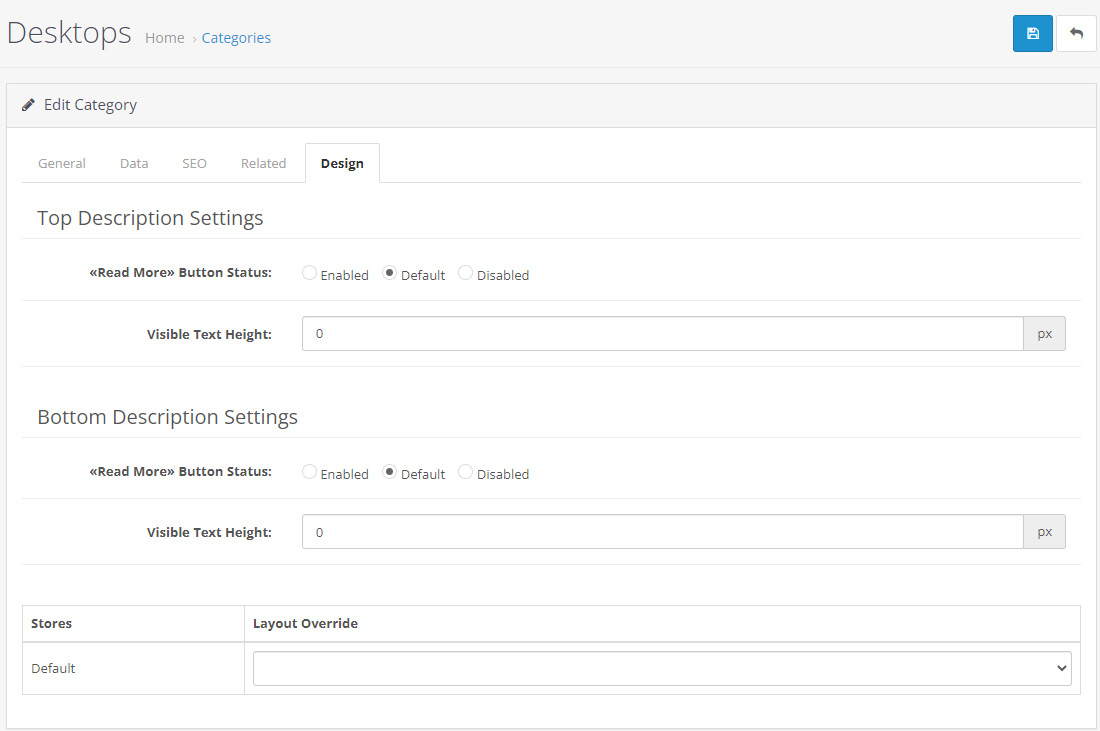 Desktops Home › Categories
Edit Category
General Data SEO Related Design
Top Description Settings
«Read More» Button Status: Enabled Default Disabled
Visible Text Height: 0 px
Bottom Description Settings
«Read More» Button Status: Enabled Default Disabled
Visible Text Height: 0 px
Stores Layout Override
Default